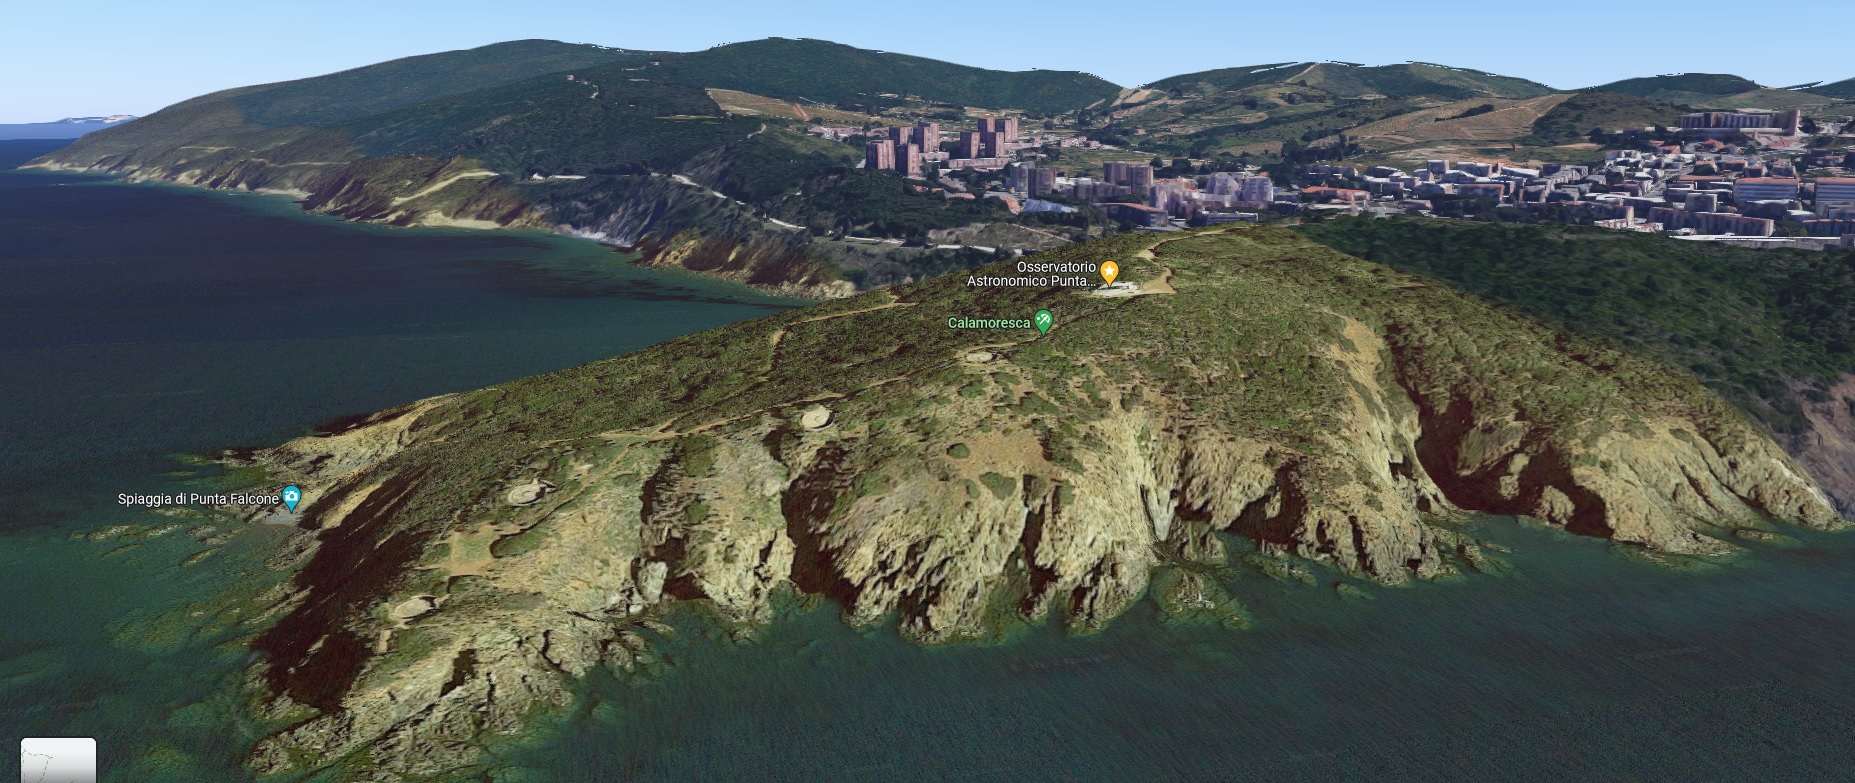 Osservatorio
Astronomico Punta...
Calamoresca
Spiaggia di Punta Falcone